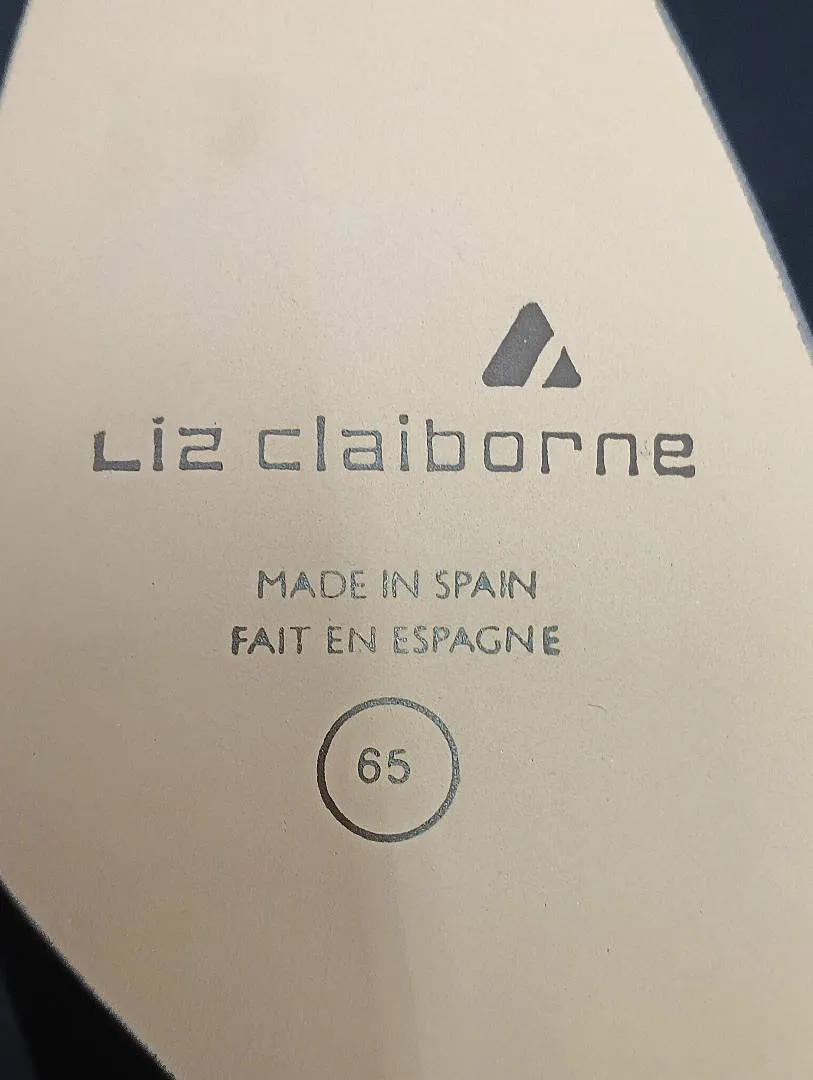 Liz claiborne
MADE IN SPAIN
FAIT EN ESPAGNE
65